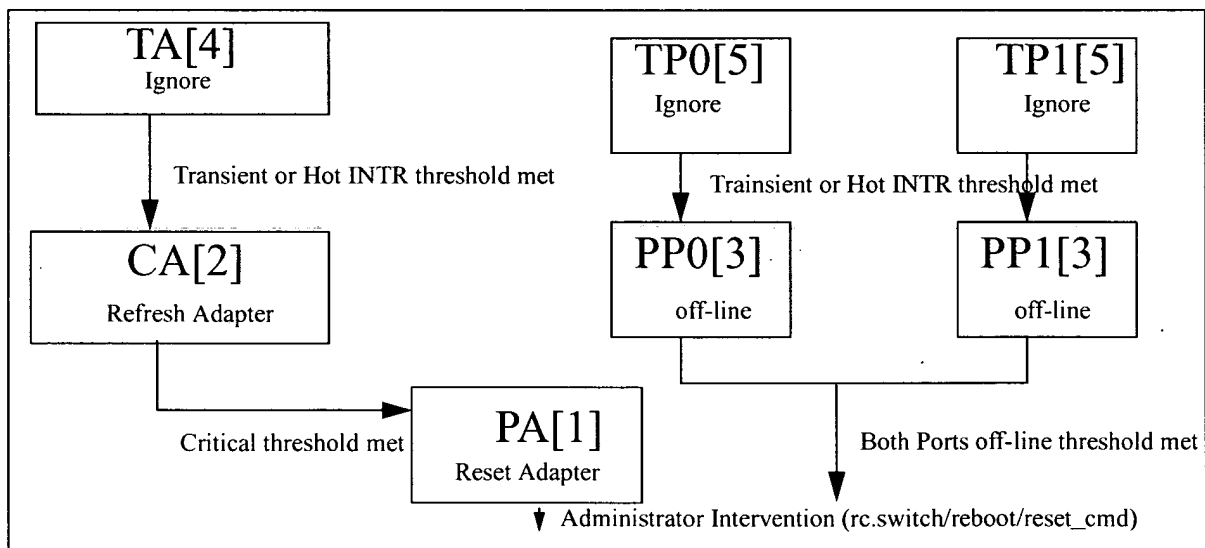 TA[4]
Ignore
TP0[5]
Ignore
TP1[5]
Ignore
Transient or Hot INTR threshold met
Trainsient or Hot INTR threshold met
CA[2]
Refresh Adapter
PP0[3]
off-line
PP1[3]
off-line
Critical threshold met
PA[1]
Reset Adapter
Both Ports off-line threshold met
Administrator Intervention (rc.switch/reboot/reset_cmd)